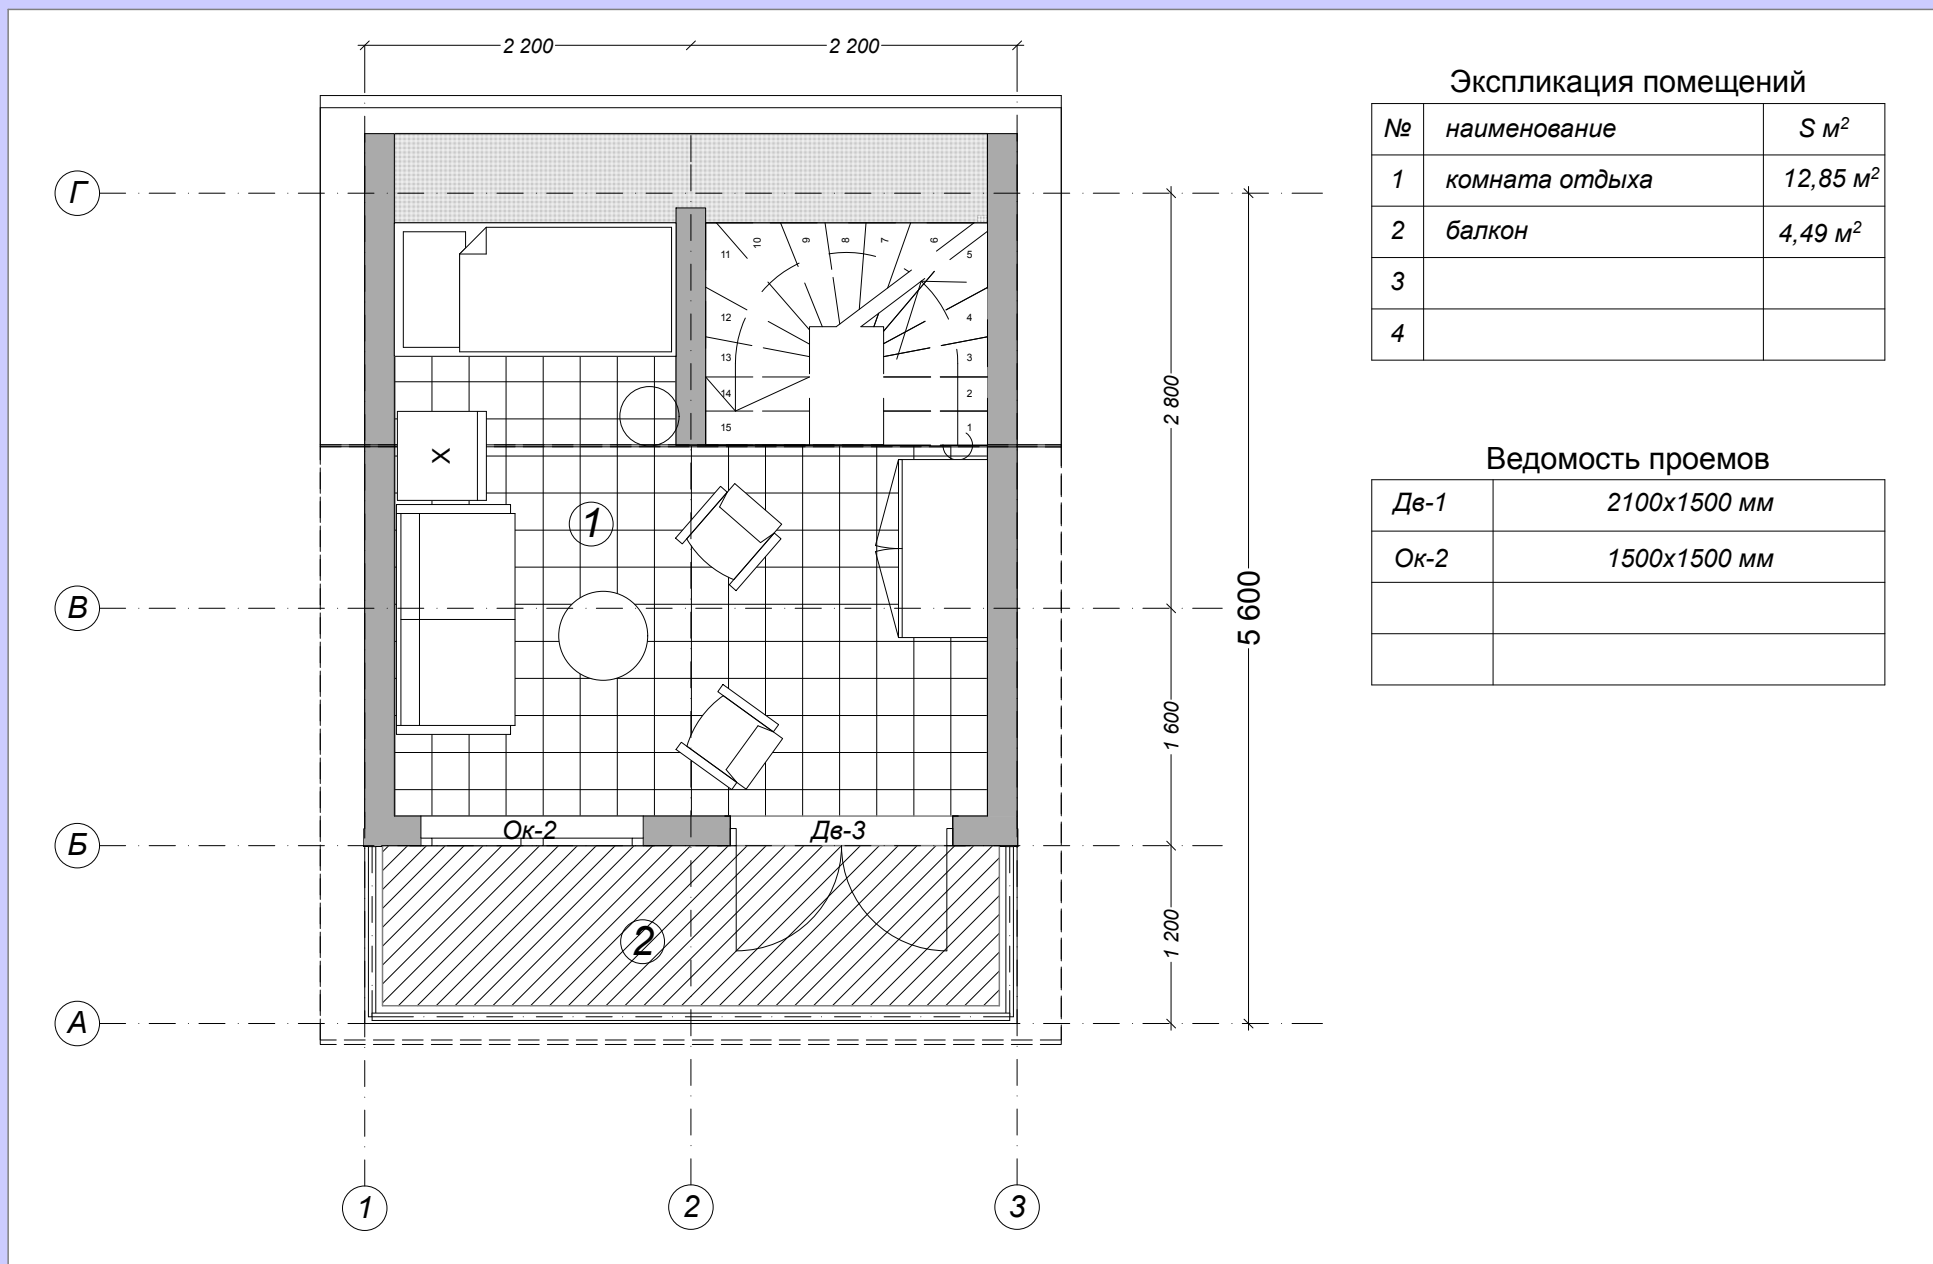 2 200
2 200
Экспликация помещений
№ наименование S м²
1 комната отдыха 12,85 м²
2 балкон 4,49 м²
3
4
Г
11
10
9
8
7
6
5
12
4
13
3
14
2
15
1
2 800
X
1
Ведомость проемов
Дв-1 2100х1500 мм
Ок-2 1500х1500 мм
В
5 600
1 600
Ок-2
Дв-3
Б
2
1 200
А
1
2
3